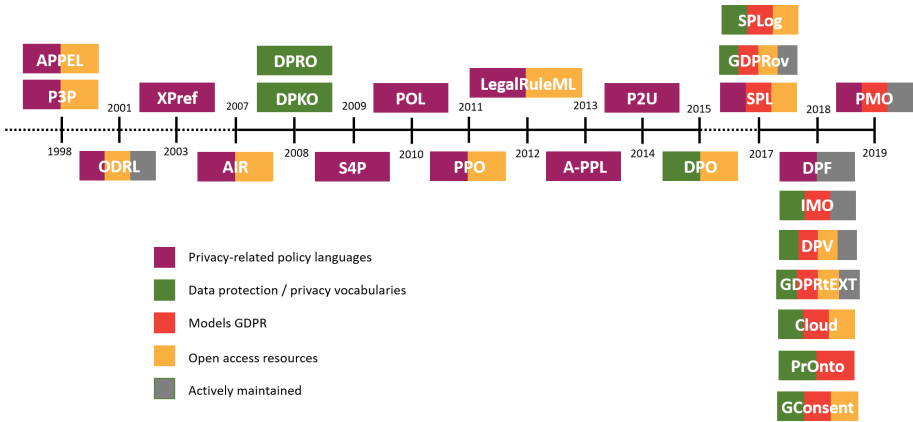 SPLog
APPEL
DPRO
GDPRov
P3P
XPref
DPKO
POL
LegalRuleML
P2U
SPL
PMO
2001
2007
2009
2011
2013
2015
2018
1998
2003
2008
2010
2012
2014
2017
2019
ODRL
AIR
S4P
PPO
A-PPL
DPO
DPF
IMO
DPV
GDPRtEXT
Cloud
PrOnto
GConsent
Privacy-related policy languages
Data protection / privacy vocabularies
Models GDPR
Open access resources
Actively maintained